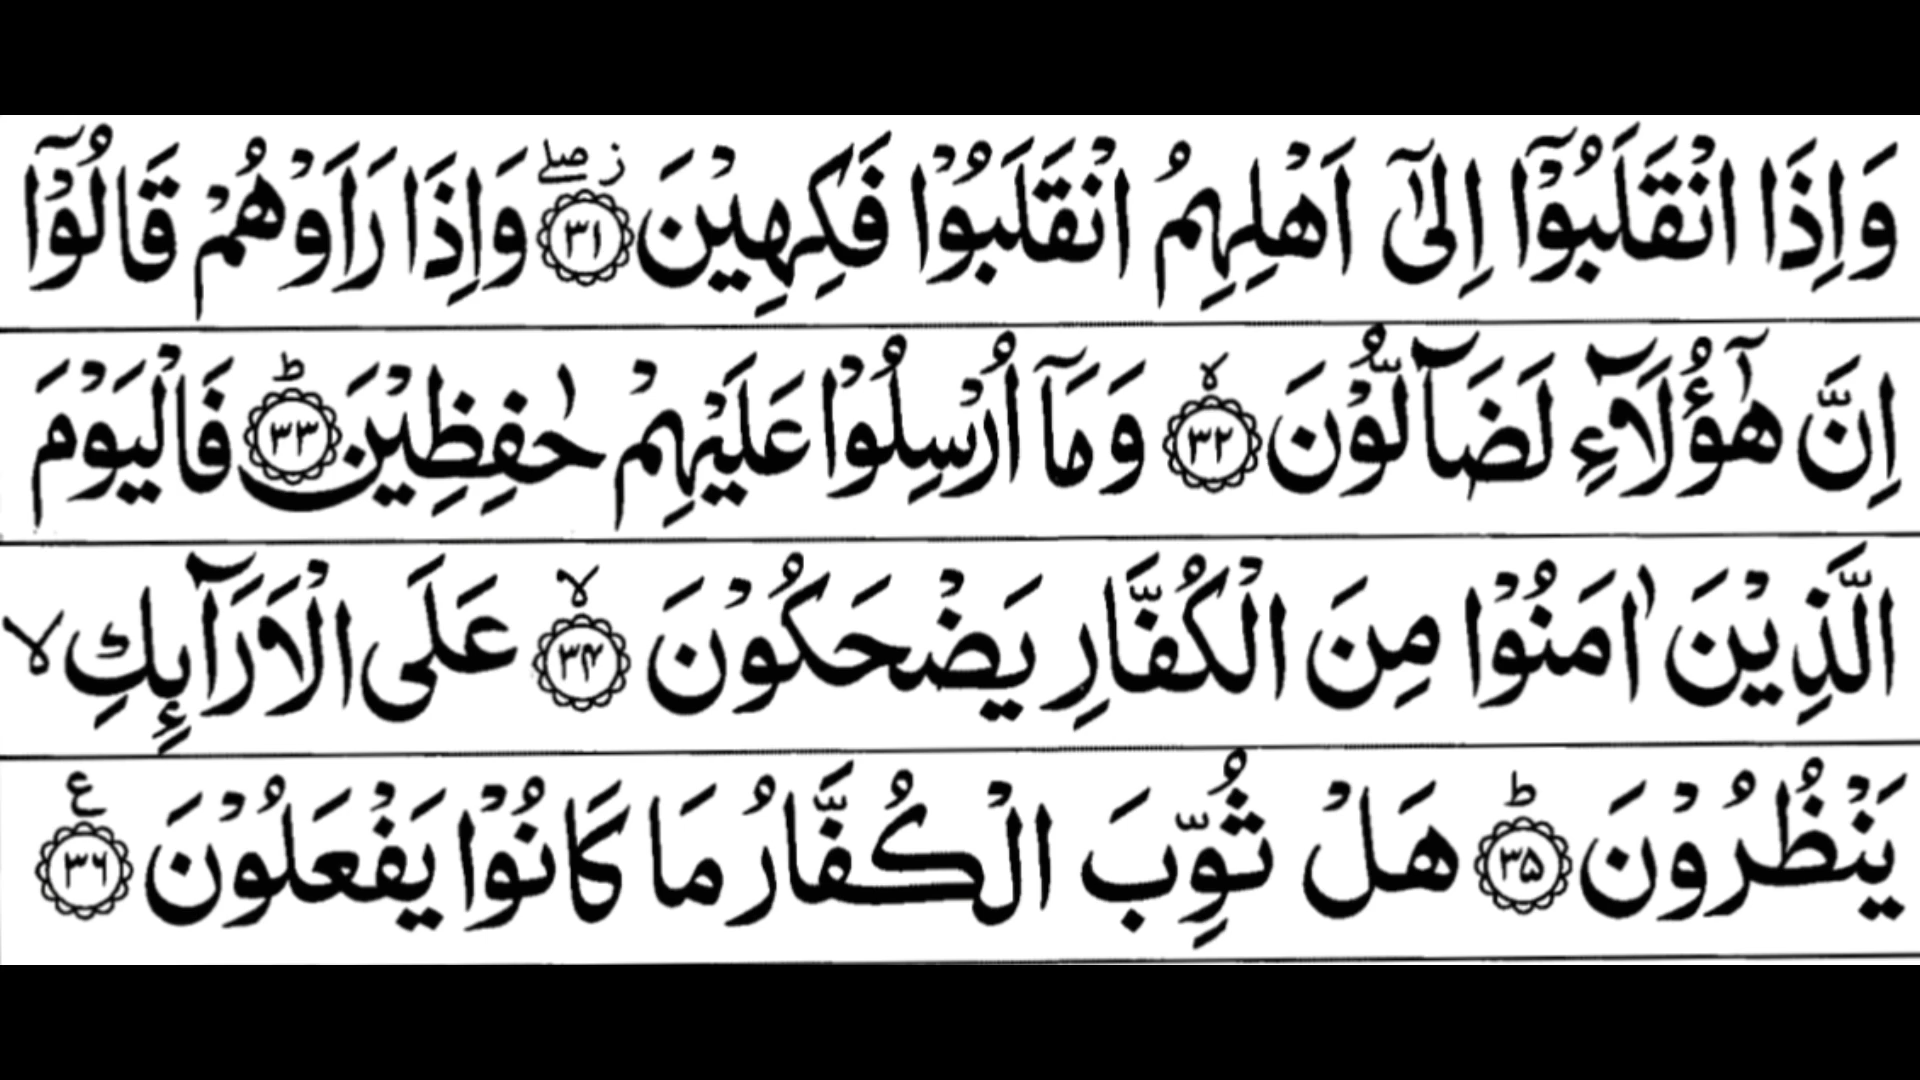 وَاِذَا انْقَلَبُوْۤا اِلٰۤى اَهْلِهِمُ انْقَلَبُوْا فَكِهِيْنَ ۖز ﴿۳۱﴾ وَاِذَا رَاَوْهُمْ قَالُوْۤا
اِنَّ هٰۤؤُلَآءِ لَضَآلُّوْنَ ۙ ﴿۳۲﴾ وَمَاۤ اُرْسِلُوْا عَلَيْهِمْ حٰفِظِيْنَ ؕ ﴿۳۳﴾ فَالْيَوْمَ
الَّذِيْنَ اٰمَنُوْا مِنَ الْكُفَّارِ يَضْحَكُوْنَ ۙ ﴿۳۴﴾ عَلَى الْاَرَآئِكِ ۙ
يَنْظُرُوْنَ ؕ ﴿۳۵﴾ هَلْ ثُوِّبَ الْكُفَّارُ مَا كَانُوْا يَفْعَلُوْنَ ع ﴿۳۶﴾